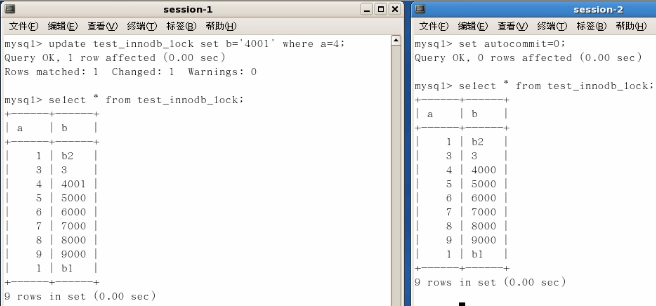 session-1
文件(F) 编辑(E) 查看(V) 终端(T) 标签(B) 帮助(H)
mysql> update test_innodb_lock set b='4001' where a=4;
Query OK, 1 row affected (0.00 sec)
Rows matched: 1  Changed: 1  Warnings: 0
mysql> select * from test_innodb_lock;
+------+------+
| a    | b    |
+------+------+
|    1 | b2   |
|    3 | 3    |
|    4 | 4001 |
|    5 | 5000 |
|    6 | 6000 |
|    7 | 7000 |
|    8 | 8000 |
|    9 | 9000 |
|    1 | b1   |
+------+------+
9 rows in set (0.00 sec)
session-2
文件(F) 编辑(E) 查看(V) 终端(T) 标签(B) 帮助(H)
mysql> set autocommit=0;
Query OK, 0 rows affected (0.00 sec)
mysql> select * from test_innodb_lock;
+------+------+
| a    | b    |
+------+------+
|    1 | b2   |
|    3 | 3    |
|    4 | 4000 |
|    5 | 5000 |
|    6 | 6000 |
|    7 | 7000 |
|    8 | 8000 |
|    9 | 9000 |
|    1 | b1   |
+------+------+
9 rows in set (0.00 sec)